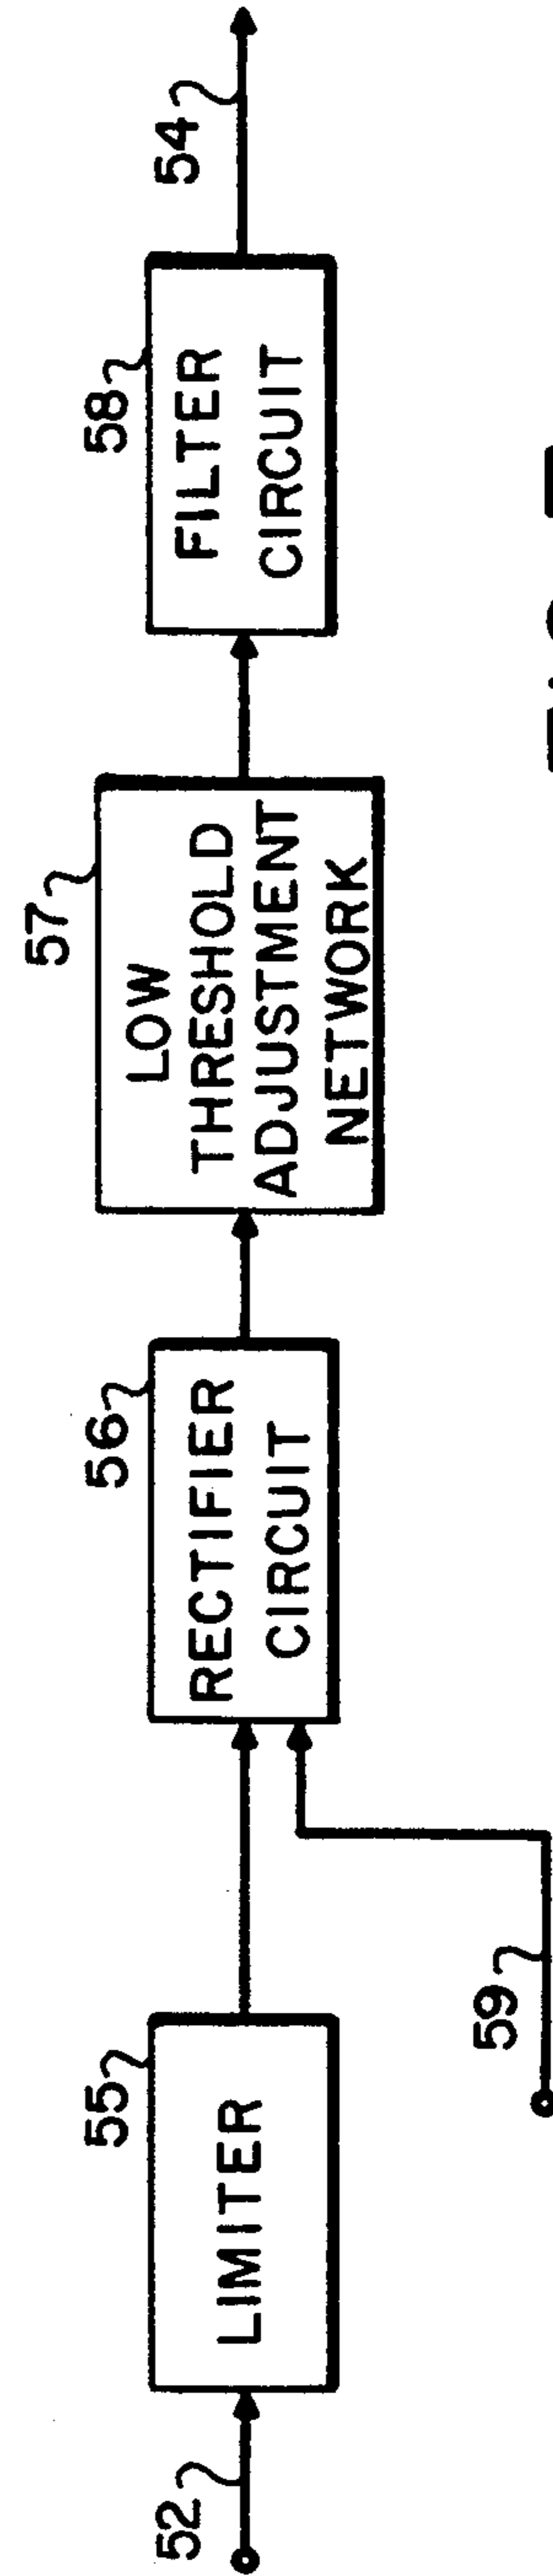 52
55
LIMITER
59
56
RECTIFIER
CIRCUIT
57
LOW
THRESHOLD
ADJUSTMENT
NETWORK
58
FILTER
CIRCUIT
54